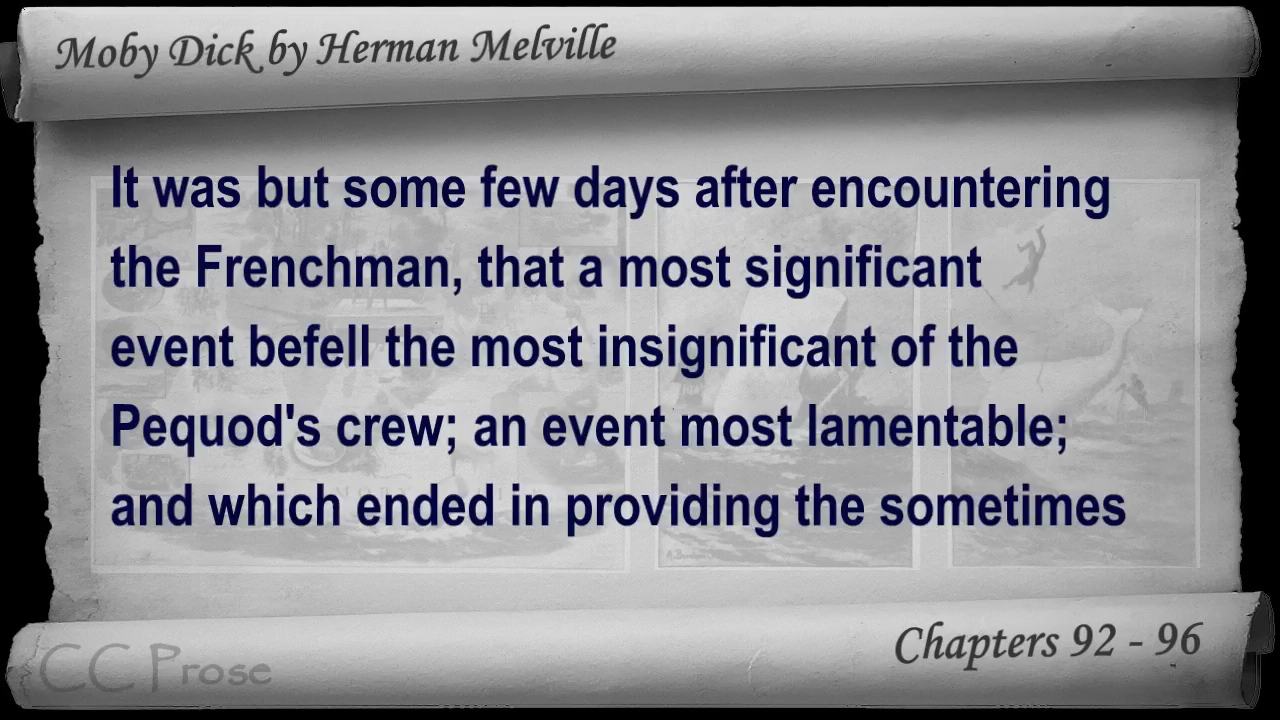 Moby Dick by Herman Melville
It was but some few days after encountering
the Frenchman, that a most significant
event befell the most insignificant of the
Pequod's crew; an event most lamentable;
and which ended in providing the sometimes
Chapters 92 - 96
CC Prose